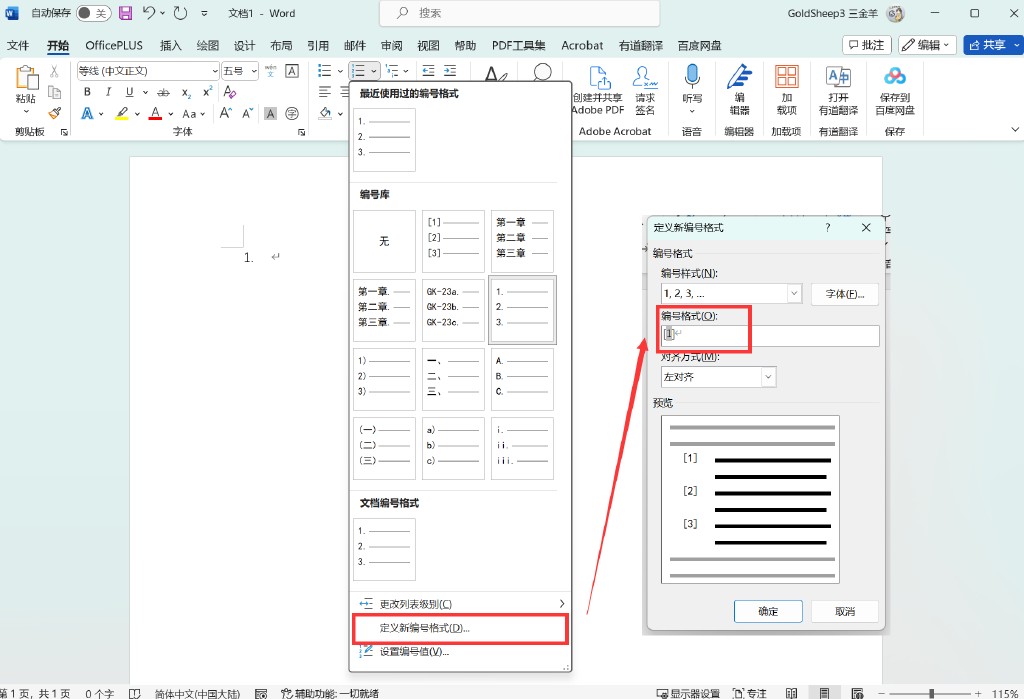 自动保存 关 文档1 - Word 搜索 GoldSheep3 三金羊
文件 开始 OfficePLUS 插入 绘图 设计 布局 引用 邮件 审阅 视图 帮助 PDF工具集 Acrobat 有道翻译 百度网盘 批注 编辑 共享
等线 (中文正文) 五号
粘贴
B I U ab x₂ x²
A A Aa A A A 字
剪贴板 字体
创建并共享 Adobe PDF
请求 签名
Adobe Acrobat
听写
语音
编辑器
编辑器
加载项
加载项
打开 有道翻译
有道翻译
保存到 百度网盘
保存
1.
最近使用过的编号格式
1.
2.
3.
编号库
无
[1]
[2]
[3]
第一章
第二章
第三章
第一章.
第二章.
第三章.
GK-23a.
GK-23b.
GK-23c.
1.
2.
3.
1)
2)
3)
一、
二、
三、
A.
B.
C.
(一)
(二)
(三)
a)
b)
c)
i.
ii.
iii.
文档编号格式
1.
2.
3.
更改列表级别(C)
定义新编号格式(D)...
设置编号值(V)...
定义新编号格式 ?
编号格式
编号样式(N):
1, 2, 3, ... 字体(F)...
编号格式(O):
[1]
对齐方式(M):
左对齐
预览
[1]
[2]
[3]
确定 取消
第 1 页，共 1 页 0 个字 简体中文(中国大陆) 辅助功能: 一切就绪 显示器设置 专注 115%